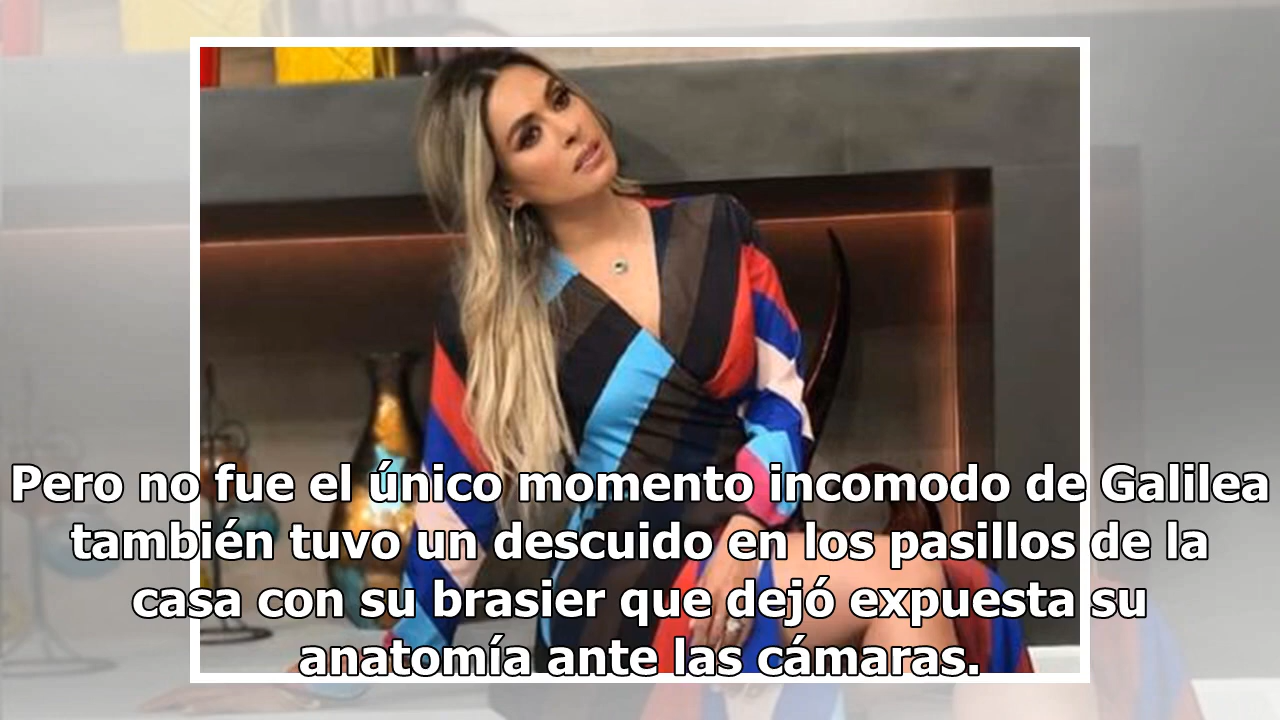 Pero no fue el único momento incomodo de Galilea
también tuvo un descuido en los pasillos de la
casa con su brasier que dejó expuesta su
anatomía ante las cámaras.